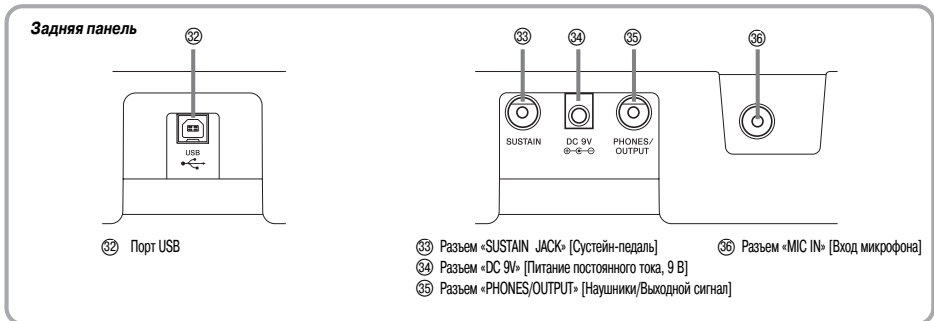 Задняя панель
32
33
34
35
36
USB
SUSTAIN
DC 9V
PHONES/
OUTPUT
32 Порт USB
33 Разъем «SUSTAIN JACK» [Сустейн-педаль]
34 Разъем «DC 9V» [Питание постоянного тока, 9 В]
35 Разъем «PHONES/OUTPUT» [Наушники/Выходной сигнал]
36 Разъем «MIC IN» [Вход микрофона]